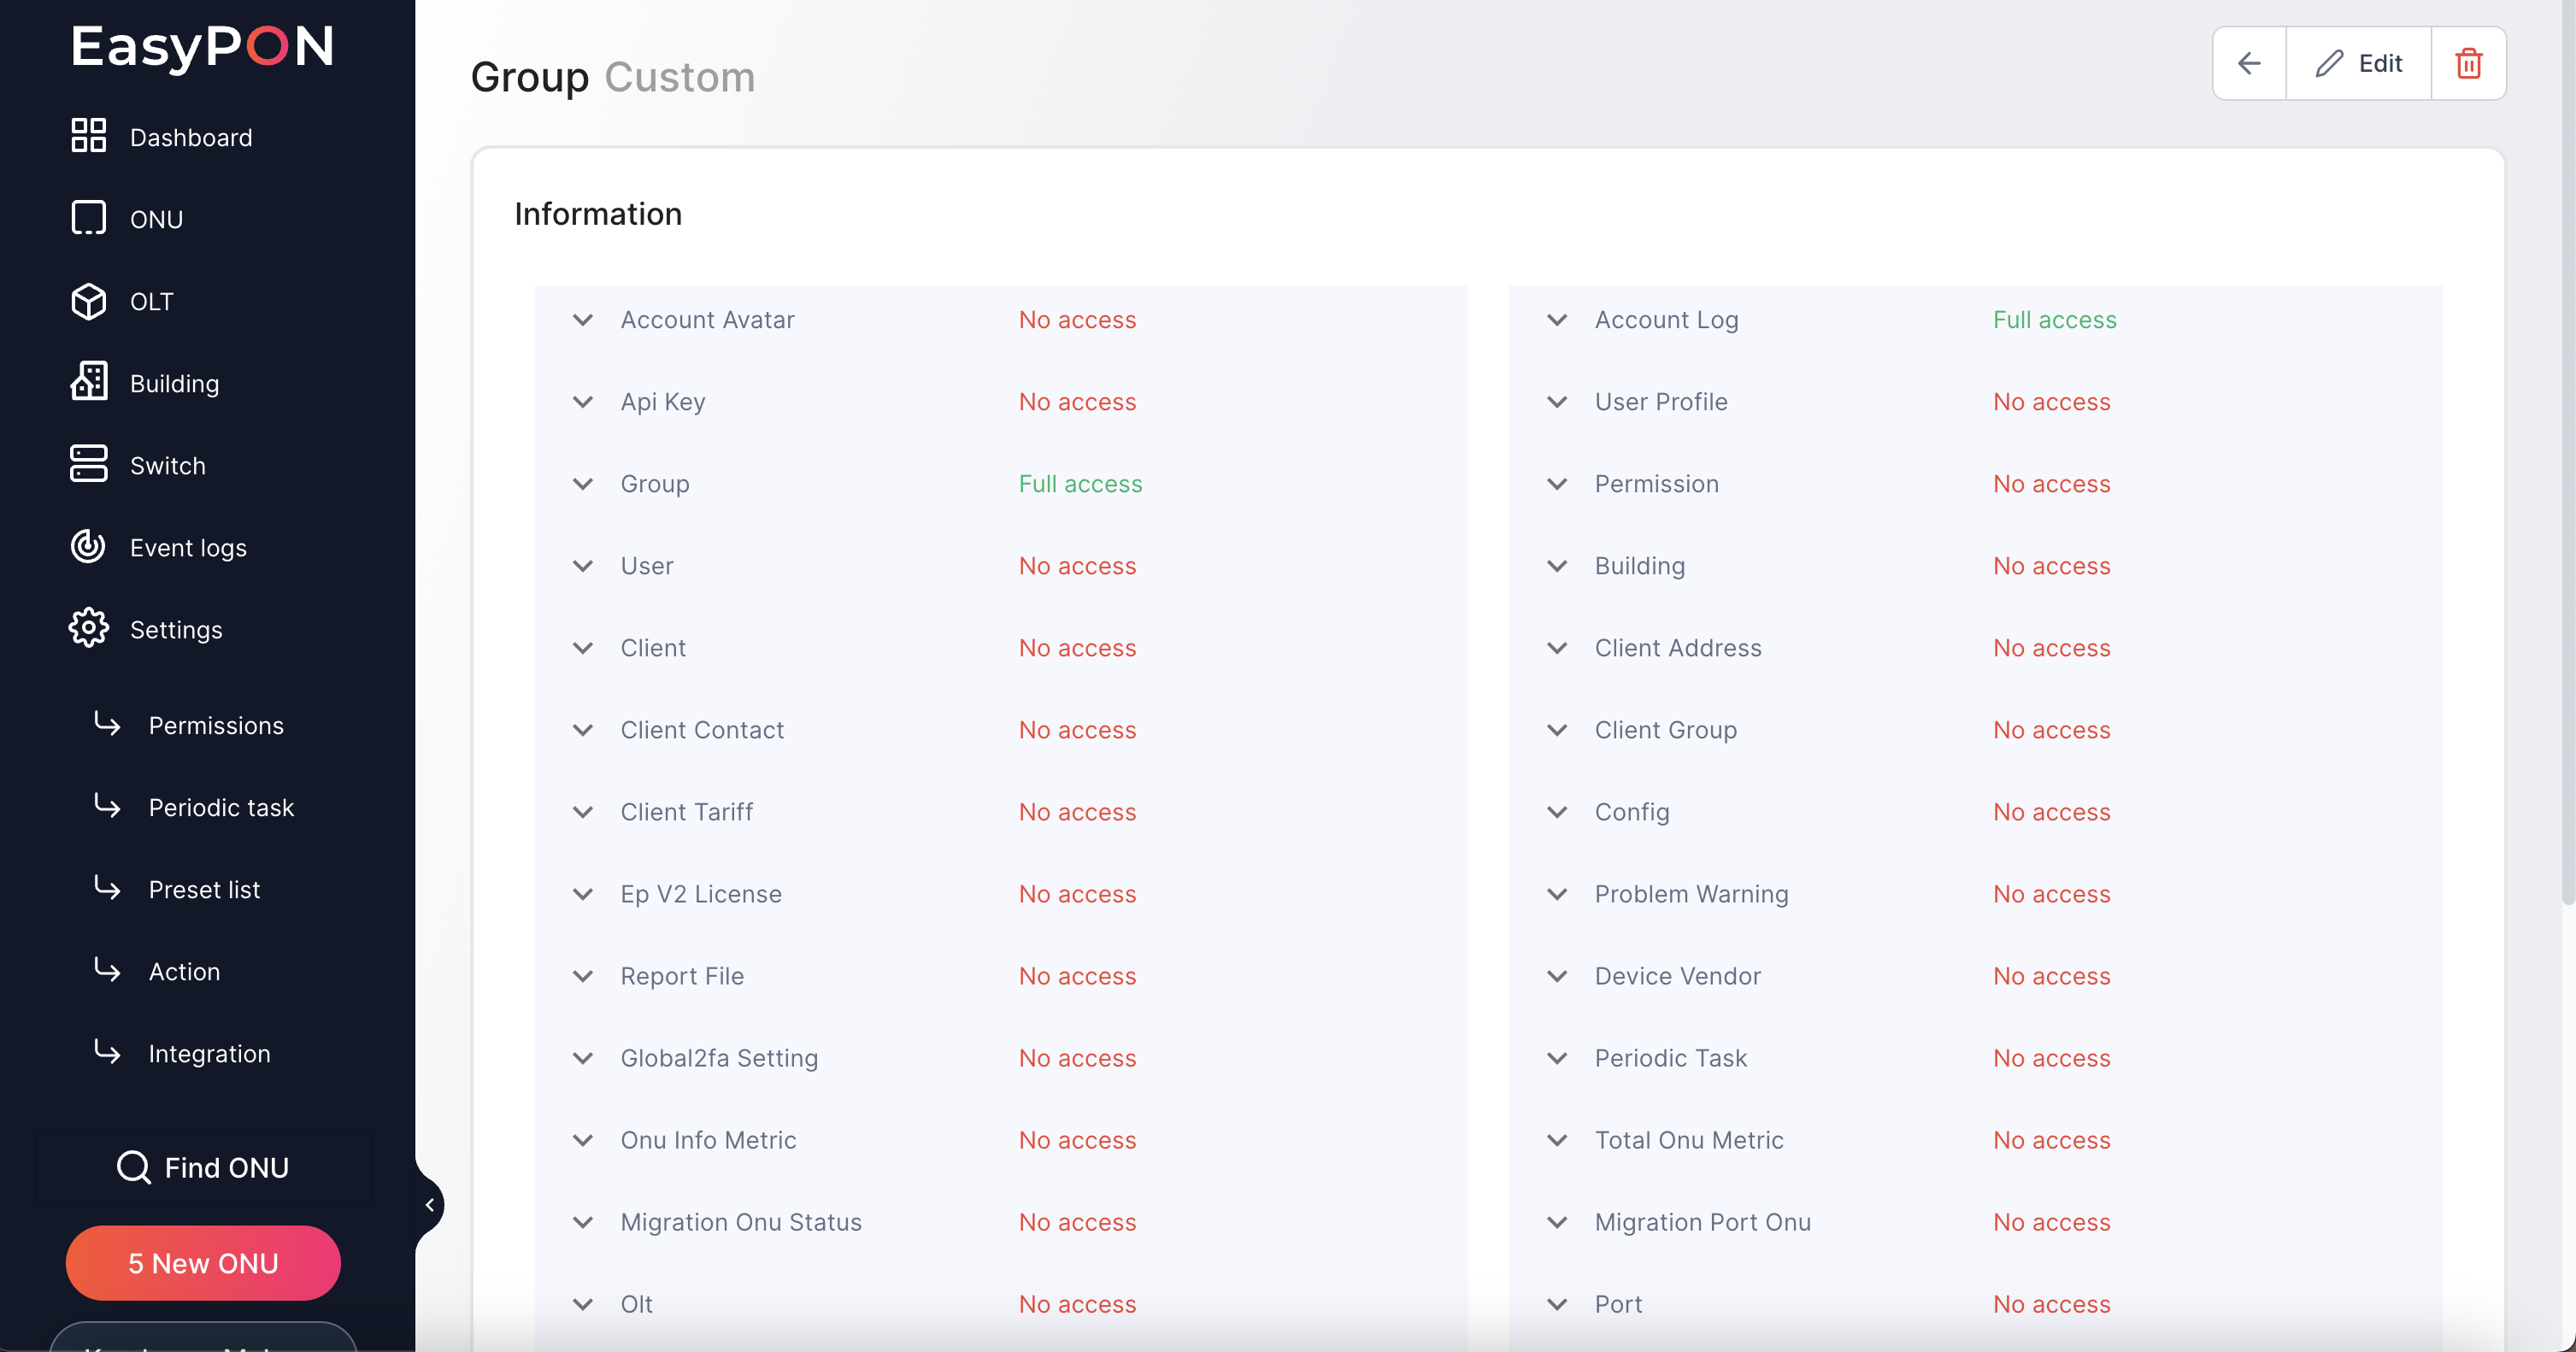 EasyPON
Dashboard
ONU
OLT
Building
Switch
Event logs
Settings
Permissions
Periodic task
Preset list
Action
Integration
Find ONU
5 New ONU
Group Custom
Edit
Information
Account Avatar No access
Api Key No access
Group Full access
User No access
Client No access
Client Contact No access
Client Tariff No access
Ep V2 License No access
Report File No access
Global2fa Setting No access
Onu Info Metric No access
Migration Onu Status No access
Olt No access
Account Log Full access
User Profile No access
Permission No access
Building No access
Client Address No access
Client Group No access
Config No access
Problem Warning No access
Device Vendor No access
Periodic Task No access
Total Onu Metric No access
Migration Port Onu No access
Port No access